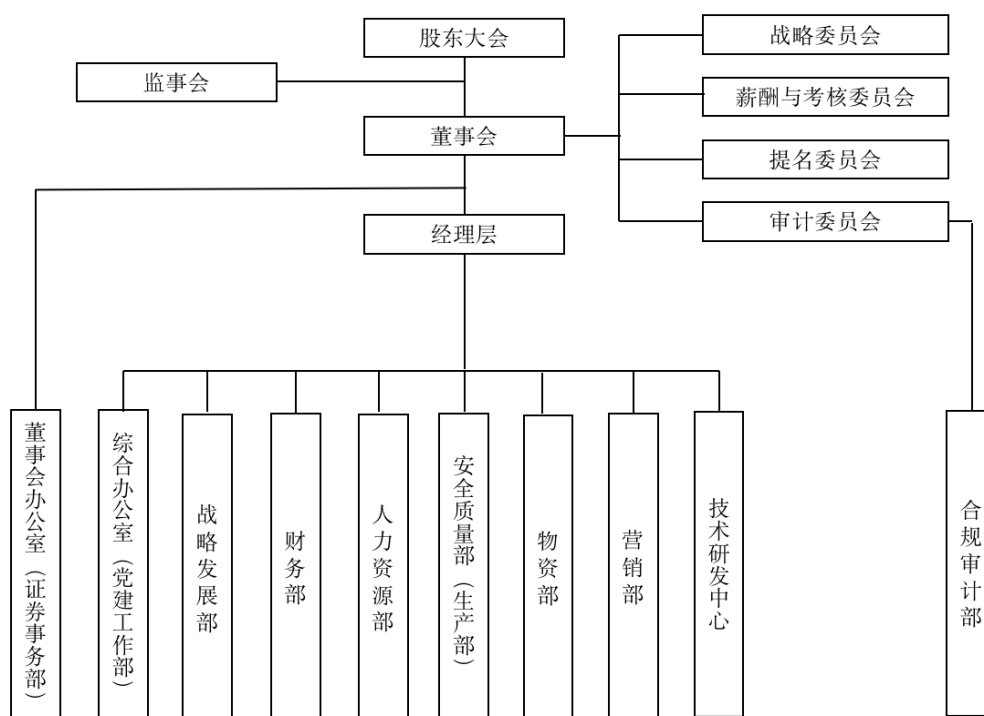 股东大会
战略委员会
监事会
薪酬与考核委员会
董事会
提名委员会
审计委员会
经理层
董事会办公室（证券事务部）
综合办公室（党建工作部）
战略发展部
财务部
人力资源部
安全质量部（生产部）
物资部
营销部
技术研发中心
合规审计部